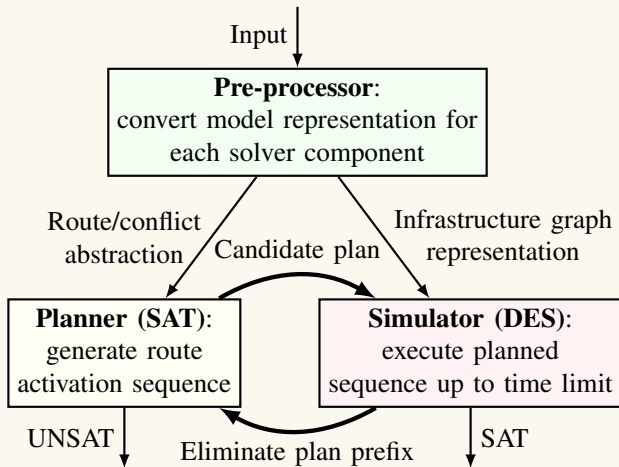 Input
Pre-processor:
convert model representation for
each solver component
Route/conflict
abstraction
Infrastructure graph
representation
Candidate plan
Planner (SAT):
generate route
activation sequence
Simulator (DES):
execute planned
sequence up to time limit
UNSAT
Eliminate plan prefix
SAT